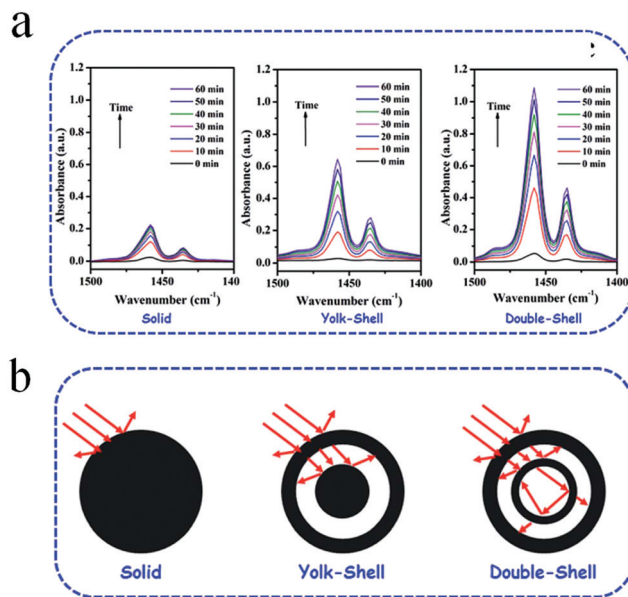 a
1.2
1.0
0.8
0.6
0.4
0.2
0.0
Absorbance (a.u.)
Time
60 min
50 min
40 min
30 min
20 min
10 min
0 min
1500 1450 140
Wavenumber (cm-1)
Solid
1.2
1.0
0.8
0.6
0.4
0.2
0.0
Absorbance (a.u.)
Time
60 min
50 min
40 min
30 min
20 min
10 min
0 min
1500 1450 1400
Wavenumber (cm-1)
Yolk-Shell
1.2
1.0
0.8
0.6
0.4
0.2
0.0
Absorbance (a.u.)
Time
60 min
50 min
40 min
30 min
20 min
10 min
0 min
1500 1450 1400
Wavenumber (cm-1)
Double-Shell
b
Solid Yolk-Shell Double-Shell